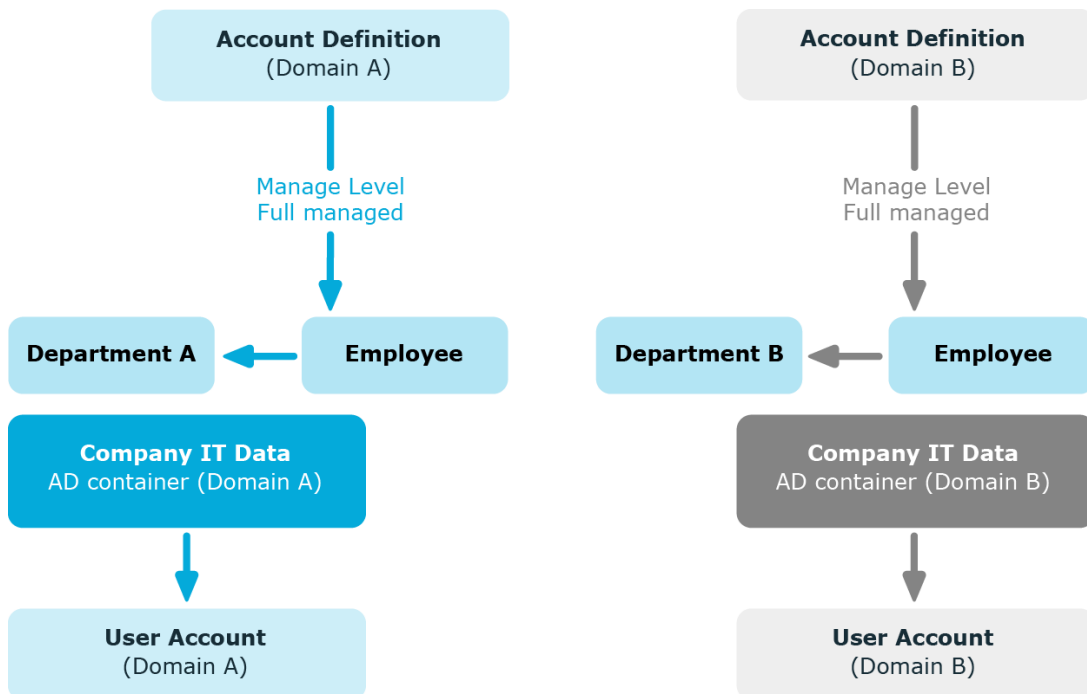 Account Definition
(Domain A)
Manage Level
Full managed
Department A
Employee
Company IT Data
AD container (Domain A)
User Account
(Domain A)
Account Definition
(Domain B)
Manage Level
Full managed
Department B
Employee
Company IT Data
AD container (Domain B)
User Account
(Domain B)